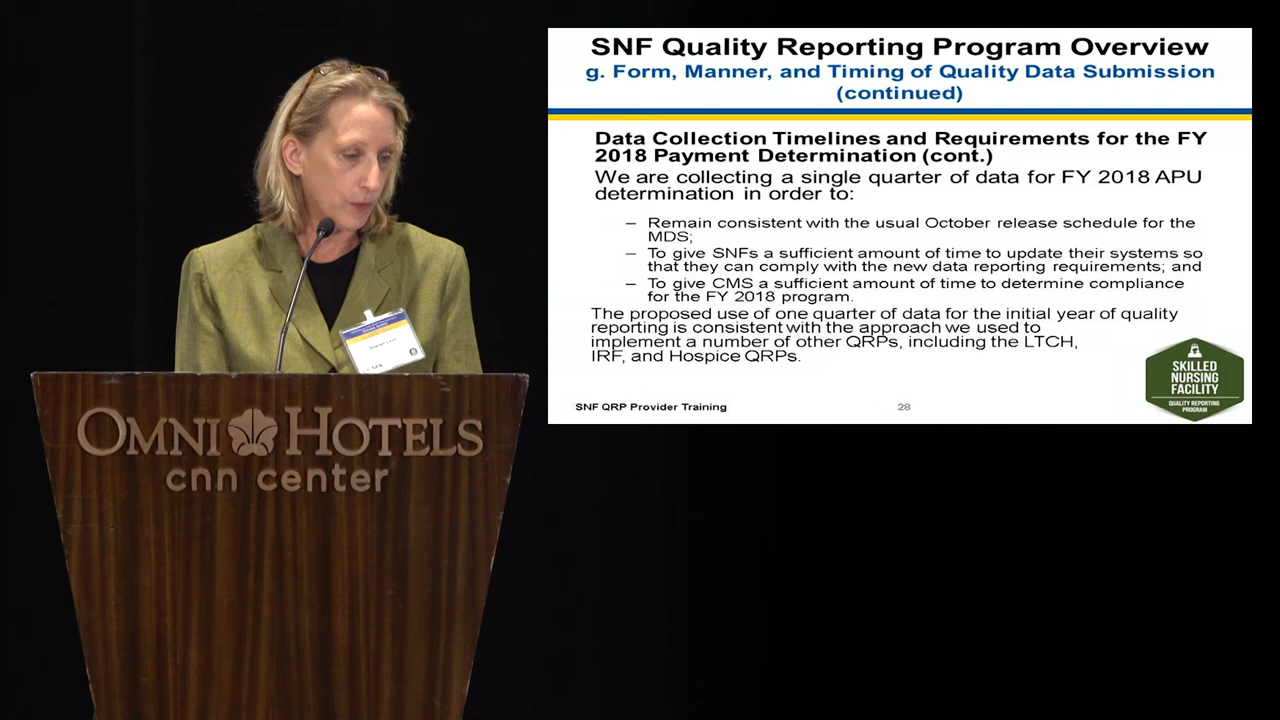 SNF Quality Reporting Program Overview
g. Form, Manner, and Timing of Quality Data Submission
(continued)
Data Collection Timelines and Requirements for the FY
2018 Payment Determination (cont.)
We are collecting a single quarter of data for FY 2018 APU
determination in order to:
– Remain consistent with the usual October release schedule for the
MDS;
– To give SNFs a sufficient amount of time to update their systems so
that they can comply with the new data reporting requirements; and
– To give CMS a sufficient amount of time to determine compliance
for the FY 2018 program.
The proposed use of one quarter of data for the initial year of quality
reporting is consistent with the approach we used to
implement a number of other QRPs, including the LTCH,
IRF, and Hospice QRPs.
SKILLED
NURSING
FACILITY
QUALITY REPORTING
PROGRAM
SNF QRP Provider Training
28
OMNI HOTELS
cnn center
CMS